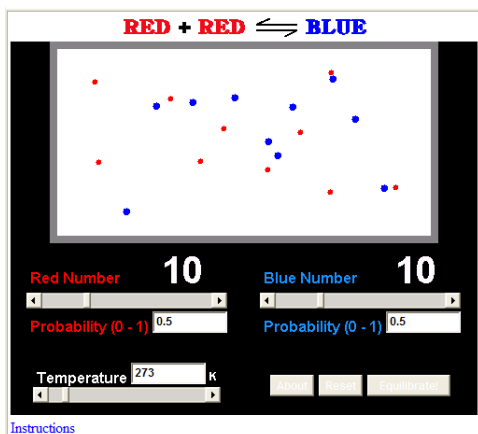 RED + RED ⇌ BLUE
Red Number 10
Blue Number 10
Probability (0 - 1) 0.5
Probability (0 - 1) 0.5
Temperature 273 K
About Reset Equilibrate!
Instructions